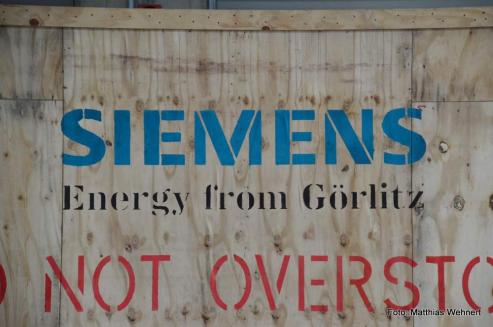 SIEMENS
Energy from Görlitz
O NOT OVERSTO
Foto: Matthias Wehnert